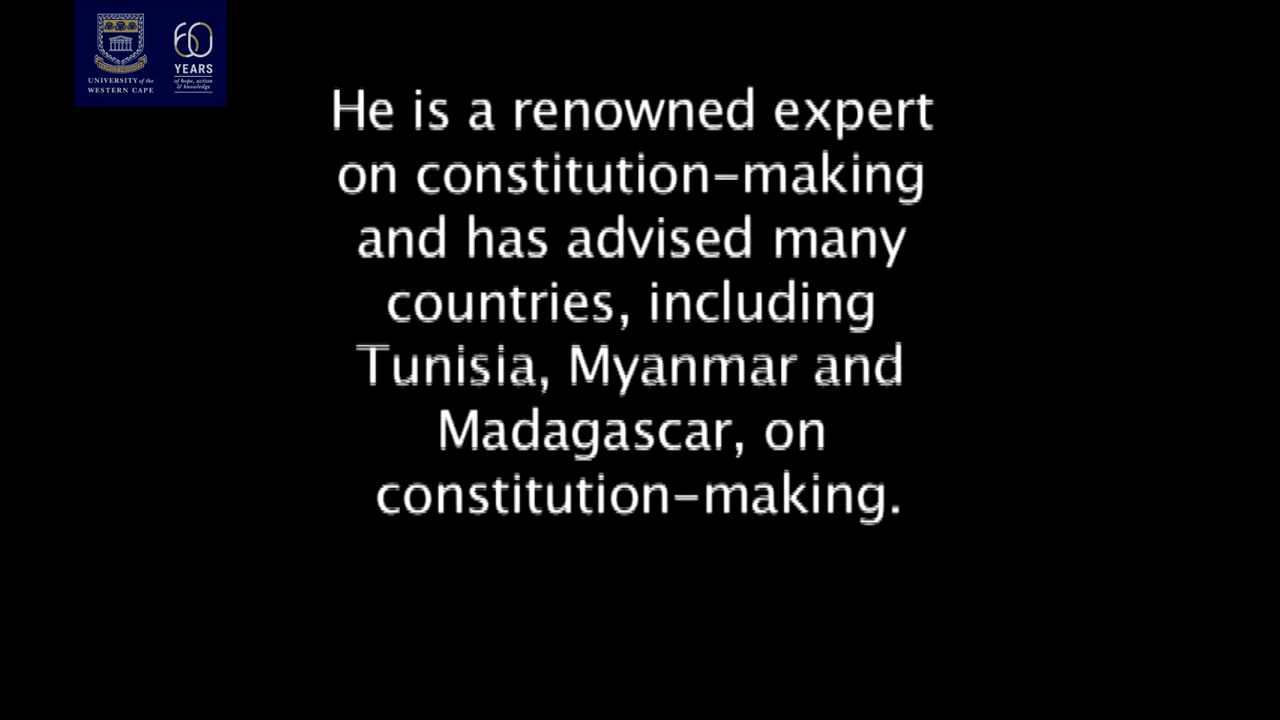 UNIVERSITY of the
WESTERN CAPE
60
YEARS
of hope, action
& knowledge
He is a renowned expert
on constitution-making
and has advised many
countries, including
Tunisia, Myanmar and
Madagascar, on
constitution-making.